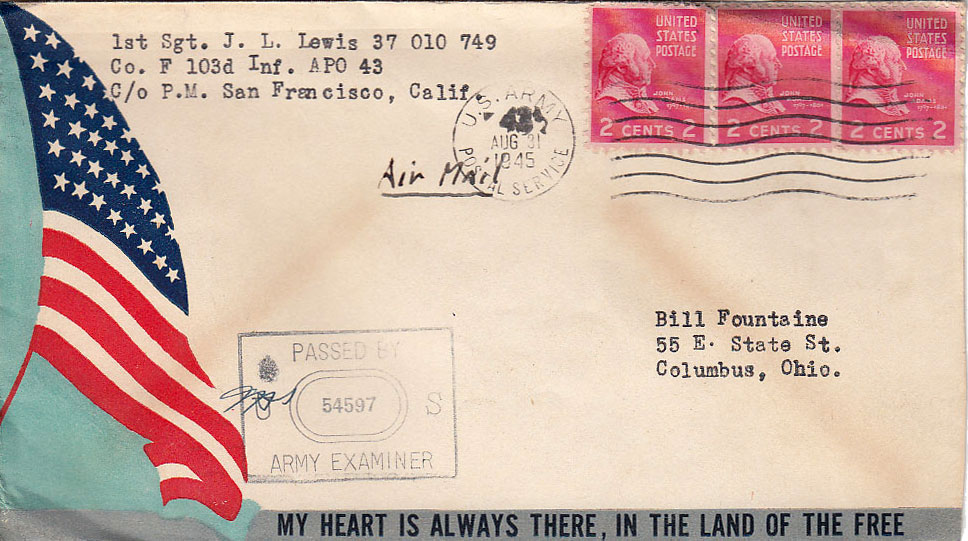 1st Sgt. J. L. Lewis 37 010 749
Co. F 103d Inf. APO 43
C/o P.M. San Francisco, Calif.
U.S. ARMY
AUG 31
1945
POSTAL SERVICE
UNITED STATES POSTAGE
JOHN
2 CENTS 2
UNITED STATES POSTAGE
JOHN
2 CENTS 2
UNITED STATES POSTAGE
JOHN
2 CENTS 2
Air Mail
Bill Fountaine
55 E. State St.
Columbus, Ohio.
PASSED BY
54597
S
ARMY EXAMINER
MY HEART IS ALWAYS THERE, IN THE LAND OF THE FREE